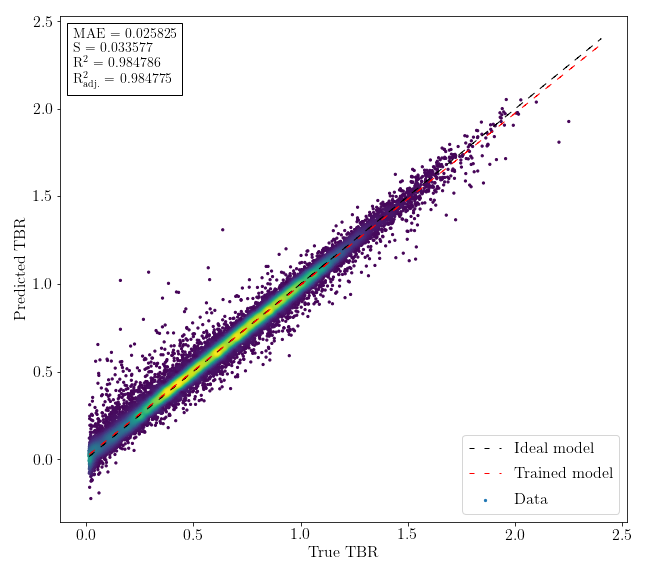 MAE = 0.025825
S = 0.033577
R² = 0.984786
R²adj. = 0.984775
2.5
2.0
1.5
1.0
0.5
0.0
Predicted TBR
Ideal model
Trained model
Data
0.0 0.5 1.0 1.5 2.0 2.5
True TBR